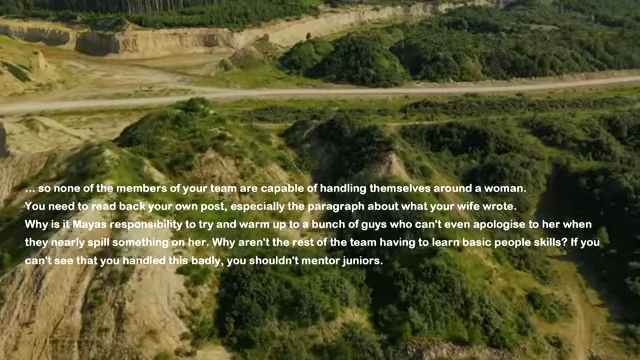 ... so none of the members of your team are capable of handling themselves around a woman.
You need to read back your own post, especially the paragraph about what your wife wrote.
Why is it Mayas responsibility to try and warm up to a bunch of guys who can't even apologise to her when
they nearly spill something on her. Why aren't the rest of the team having to learn basic people skills? If you
can't see that you handled this badly, you shouldn't mentor juniors.